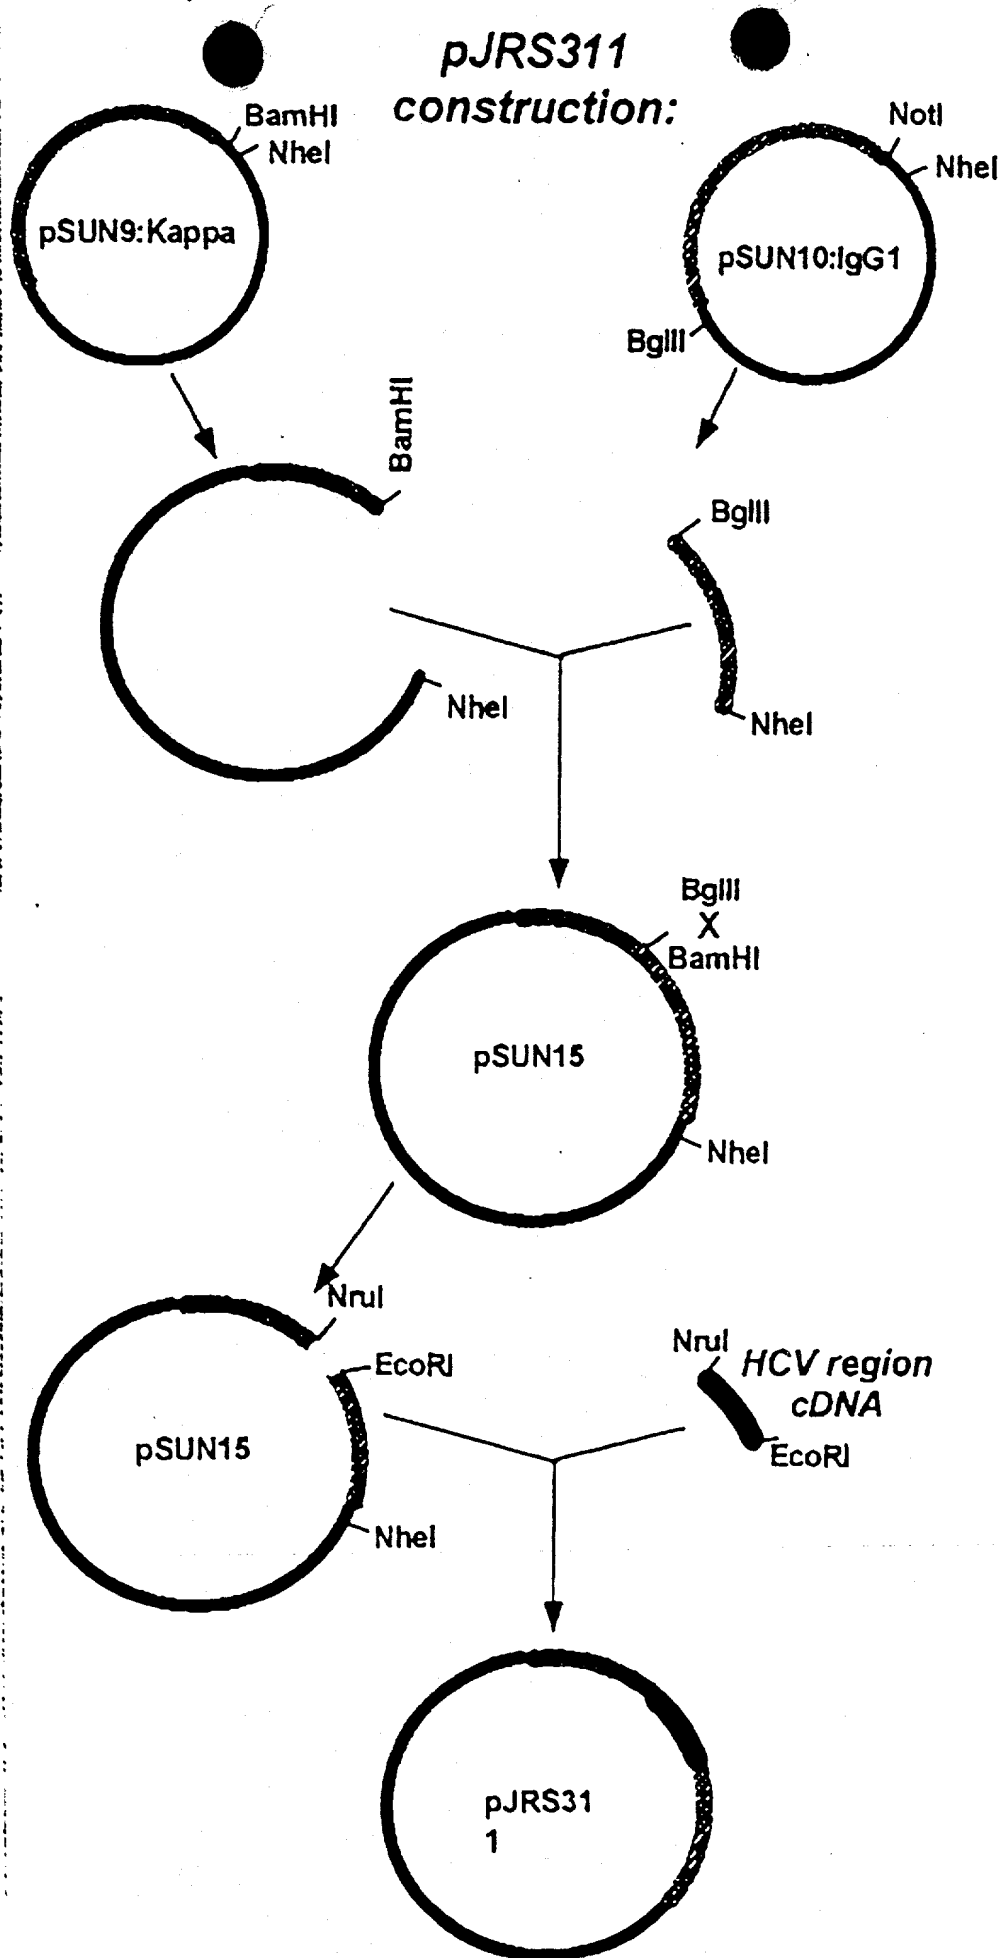 pJRS311
construction:
BamHI
NheI
pSUN9:Kappa
NotI
NheI
pSUN10:IgG1
BglII
BamHI
NheI
BglII
NheI
BglII
X
BamHI
pSUN15
NheI
NruI
EcoRI
pSUN15
NheI
NruI
HCV region
cDNA
EcoRI
pJRS31
1